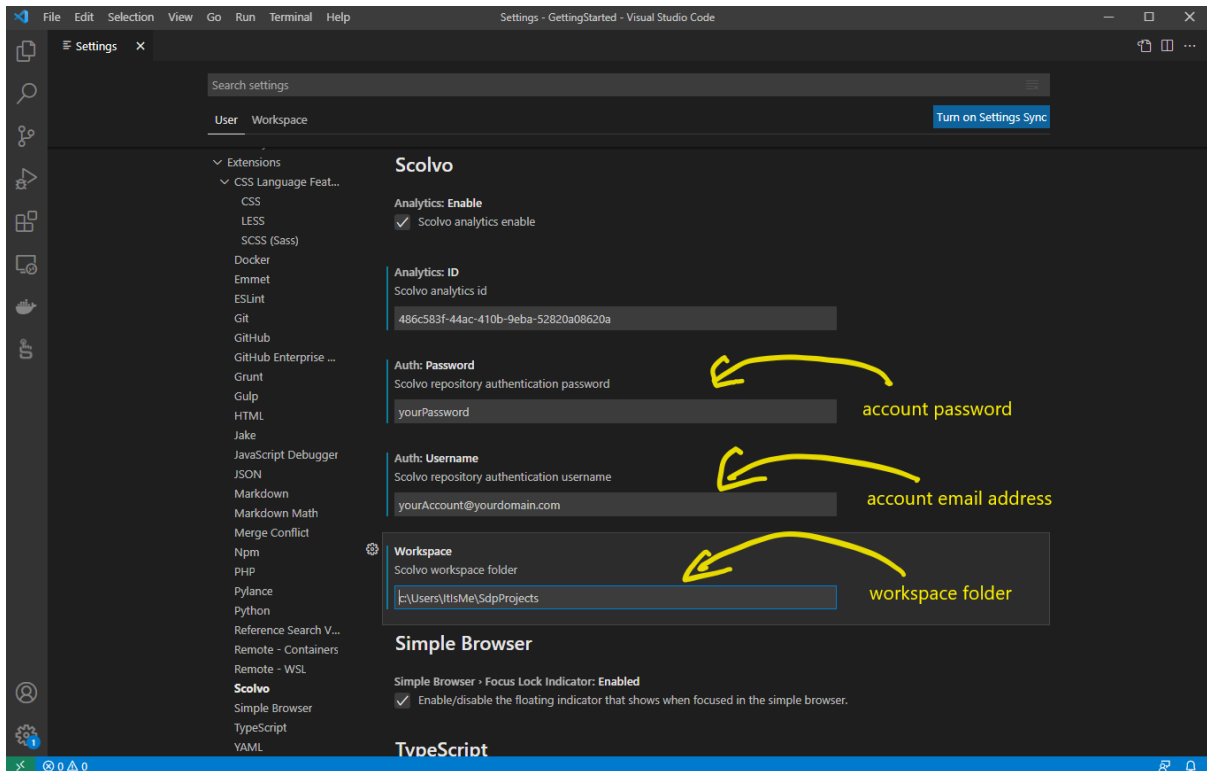 File Edit Selection View Go Run Terminal Help
Settings - GettingStarted - Visual Studio Code
Settings
Search settings
User Workspace
Turn on Settings Sync
Extensions
CSS Language Feat...
CSS
LESS
SCSS (Sass)
Docker
Emmet
ESLint
Git
GitHub
GitHub Enterprise ...
Grunt
Gulp
HTML
Jake
JavaScript Debugger
JSON
Markdown
Markdown Math
Merge Conflict
Npm
PHP
Pylance
Python
Reference Search V...
Remote - Containers
Remote - WSL
Scolvo
Simple Browser
TypeScript
YAML
Scolvo
Analytics: Enable
Scolvo analytics enable
Analytics: ID
Scolvo analytics id
486c583f-44ac-410b-9eba-52820a08620a
Auth: Password
Scolvo repository authentication password
yourPassword
account password
Auth: Username
Scolvo repository authentication username
yourAccount@yourdomain.com
account email address
Workspace
Scolvo workspace folder
c:\Users\ItIsMe\SdpProjects
workspace folder
Simple Browser
Simple Browser › Focus Lock Indicator: Enabled
Enable/disable the floating indicator that shows when focused in the simple browser.
TypeScript
1
0 0